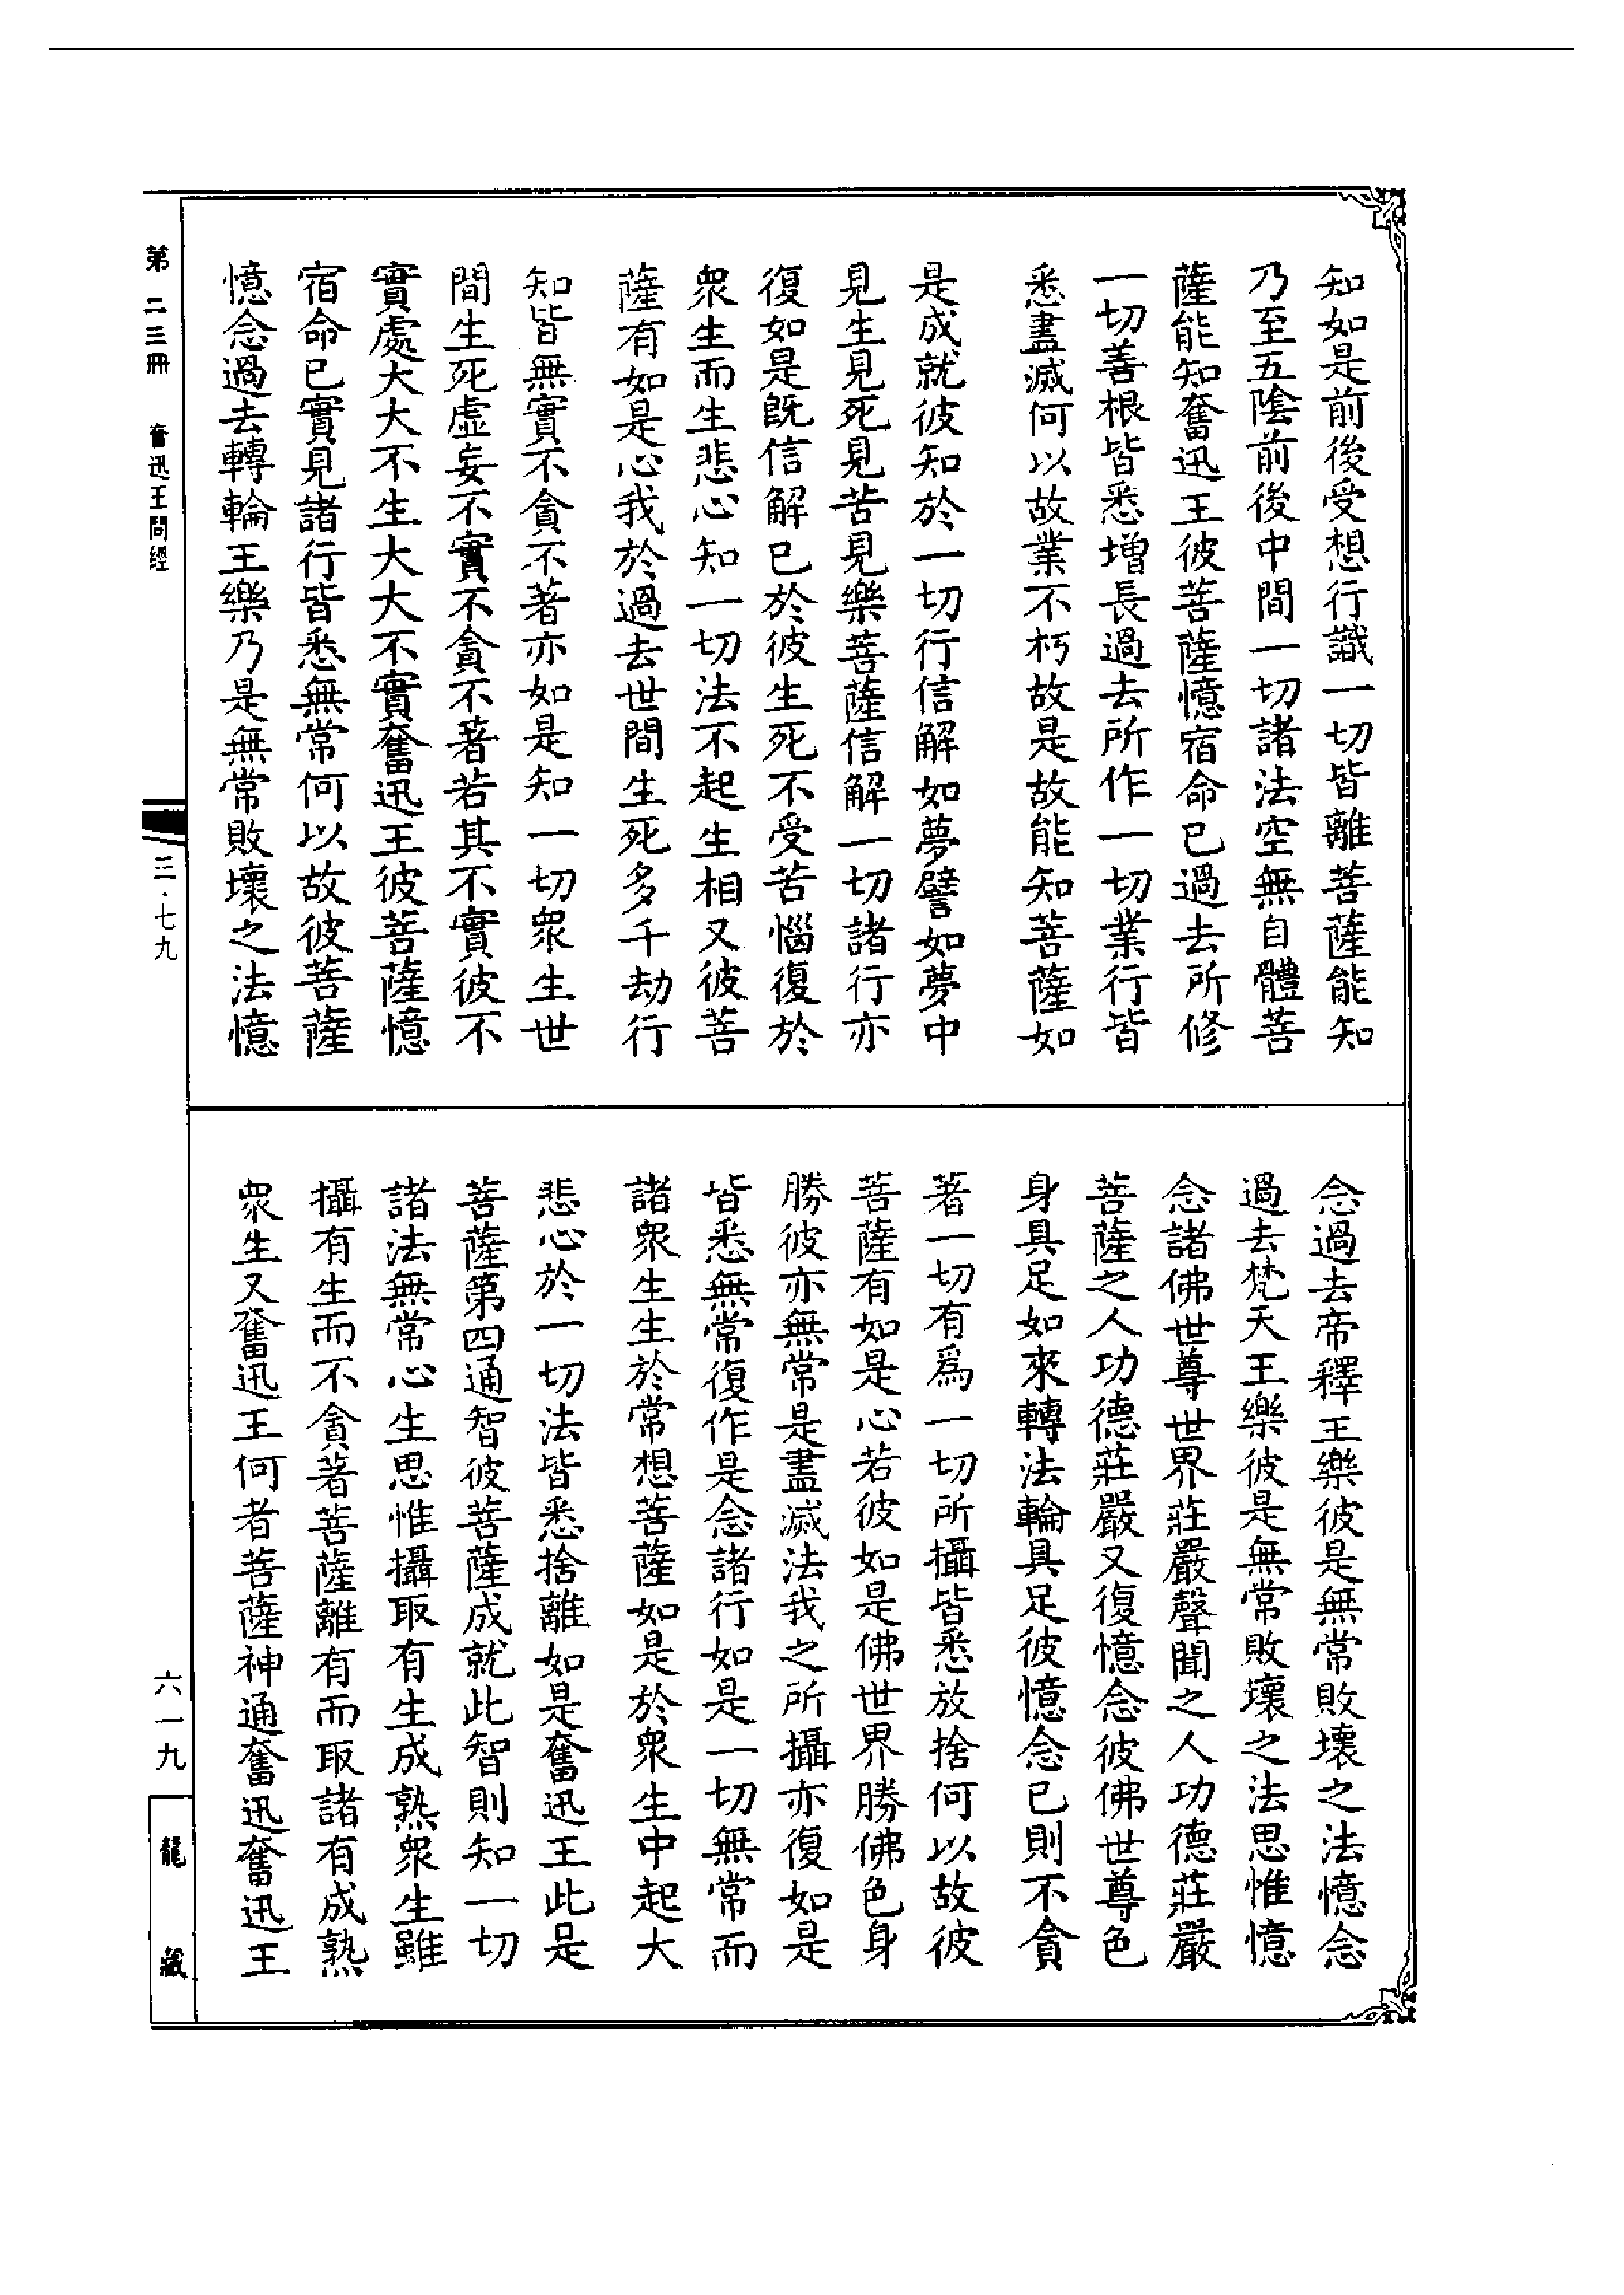 知如是前後受想行識一切皆離菩薩能知
乃至五陰前後中間一切諸法空無自體菩
薩能知奮迅王彼菩薩憶宿命已過去所修
一切善根皆悉增長過去所作一切業行皆
悉盡滅何以故業不朽故是故能知菩薩如
是成就彼知於一切行信解如夢譬如夢中
見生見死見苦見樂菩薩信解一切諸行亦
復如是既信解已於彼生死不受苦惱復於
衆生而生悲心知一切法不起生相又彼菩
薩有如是心我於過去世間生死多千劫行
知皆無實不貪不著亦如是知一切衆生世
間生死虛妄不實不貪不著若其不實彼不
實處大大不生大大不實奮迅王彼菩薩憶
宿命已實見諸行皆悉無常何以故彼菩薩
憶念過去轉輪王樂乃是無常敗壞之法憶
念過去帝釋王樂彼是無常敗壞之法憶念
過去梵天王樂彼是無常敗壞之法思惟憶
念諸佛世尊世界莊嚴聲聞之人功德莊嚴
菩薩之人功德莊嚴又復憶念彼佛世尊色
身具足如來轉法輪具足彼憶念已則不貪
著一切有爲一切所攝皆悉放捨何以故彼
菩薩有如是心若彼如是佛世界勝佛色身
勝彼亦無常是盡滅法我之所攝亦復如是
皆悉無常復作是念諸行如是一切無常而
諸衆生生於常想菩薩如是於衆生中起大
悲心於一切法皆悉捨離如是奮迅王此是
菩薩第四通智彼菩薩成就此智則知一切
諸法無常心生思惟攝取有生成熟衆生雖
攝有生而不貪著菩薩離有而取諸有成熟
衆生又奮迅王何者菩薩神通奮迅奮迅王
第二三冊 奮迅王問經
三·七九
六一九
龍藏